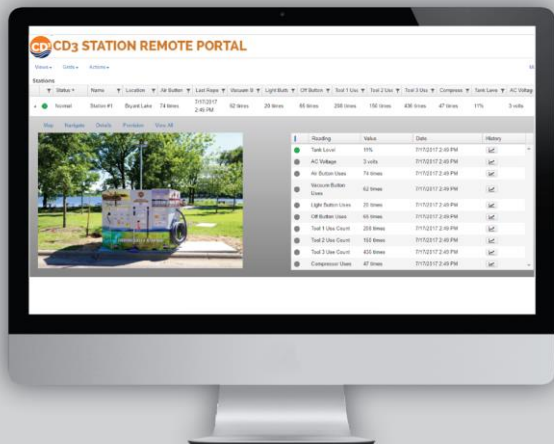 CD3 CD3 STATION REMOTE PORTAL
Views Grids Actions
Stations
Status Name Location Air Button Last Repo Vacuum B Light Butt Off Button Tool 1 Use Tool 2 Use Tool 3 Use Compress Tank Leve AC Voltag
Normal Station #1 Bryant Lake 74 times 7/17/2017 2:49 PM 62 times 20 times 65 times 200 times 150 times 430 times 47 times 11% 3 volts
Map Navigate Details Provision View All
Reading Value Date History
Tank Level 11% 7/17/2017 2:49 PM
AC Voltage 3 volts 7/17/2017 2:49 PM
Air Button Uses 74 times 7/17/2017 2:49 PM
Vacuum Button Uses 62 times 7/17/2017 2:49 PM
Light Button Uses 20 times 7/17/2017 2:49 PM
Off Button Uses 65 times 7/17/2017 2:49 PM
Tool 1 Use Count 7/17/2017 2:49 PM
Tool 2 Use Count 7/17/2017 2:49 PM
Tool 3 Use Count 7/17/2017 2:49 PM
Compressor Uses 47 times 7/17/2017 2:49 PM